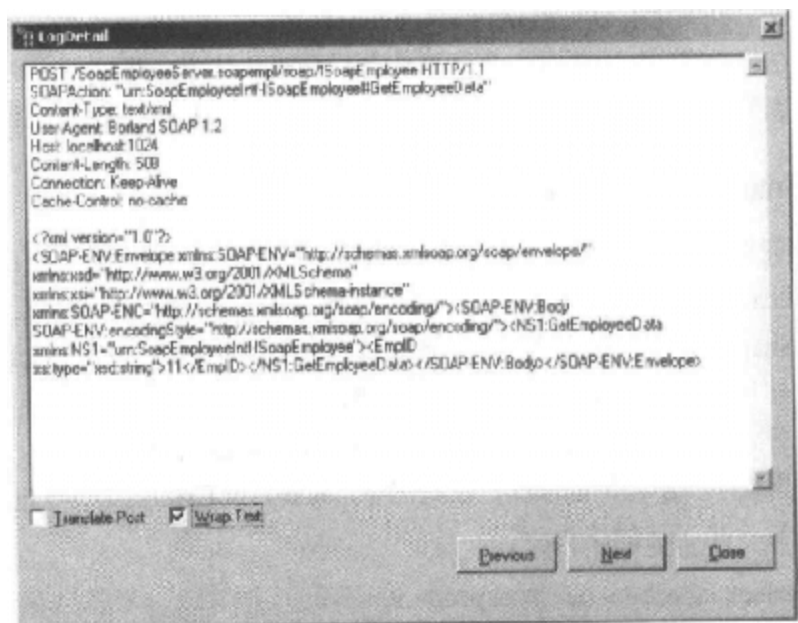 LogDetail
POST /SoapEmployeeServer.soapempl/soap/ISoapEmployee HTTP/1.1
SOAPAction: "urn:SoapEmployeeIntf-ISoapEmployee#GetEmployeeData"
Content-Type: text/xml
User-Agent: Borland SOAP 1.2
Host: localhost:1024
Content-Length: 508
Connection: Keep-Alive
Cache-Control: no-cache
<?xml version="1.0"?>
<SOAP-ENV:Envelope xmlns:SOAP-ENV="http://schemas.xmlsoap.org/soap/envelope/"
xmlns:xsd="http://www.w3.org/2001/XMLSchema"
xmlns:xsi="http://www.w3.org/2001/XMLSchema-instance"
xmlns:SOAP-ENC="http://schemas.xmlsoap.org/soap/encoding/"><SOAP-ENV:Body
SOAP-ENV:encodingStyle="http://schemas.xmlsoap.org/soap/encoding/"><NS1:GetEmployeeData
xmlns:NS1="urn:SoapEmployeeIntf-ISoapEmployee"><EmpID
xsi:type="xsd:string">11</EmpID></NS1:GetEmployeeData></SOAP-ENV:Body></SOAP-ENV:Envelope>
Translate Post Wrap Text
Previous Next Close